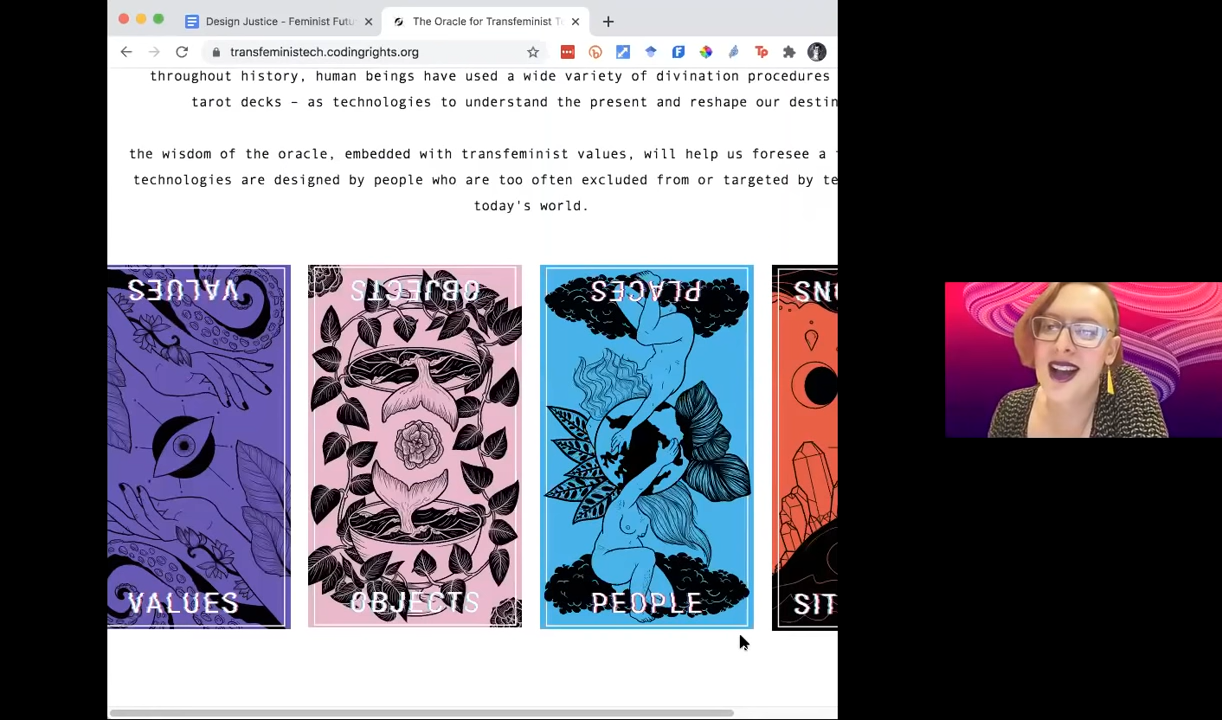 Design Justice - Feminist Futu
The Oracle for Transfeminist T
transfeministech.codingrights.org
Tp
throughout history, human beings have used a wide variety of divination procedures
tarot decks – as technologies to understand the present and reshape our destin
the wisdom of the oracle, embedded with transfeminist values, will help us foresee a
technologies are designed by people who are too often excluded from or targeted by te
today's world.
VALUES
OBJECTS
PLACES
SNS
VALUES
OBJECTS
PEOPLE
SIT